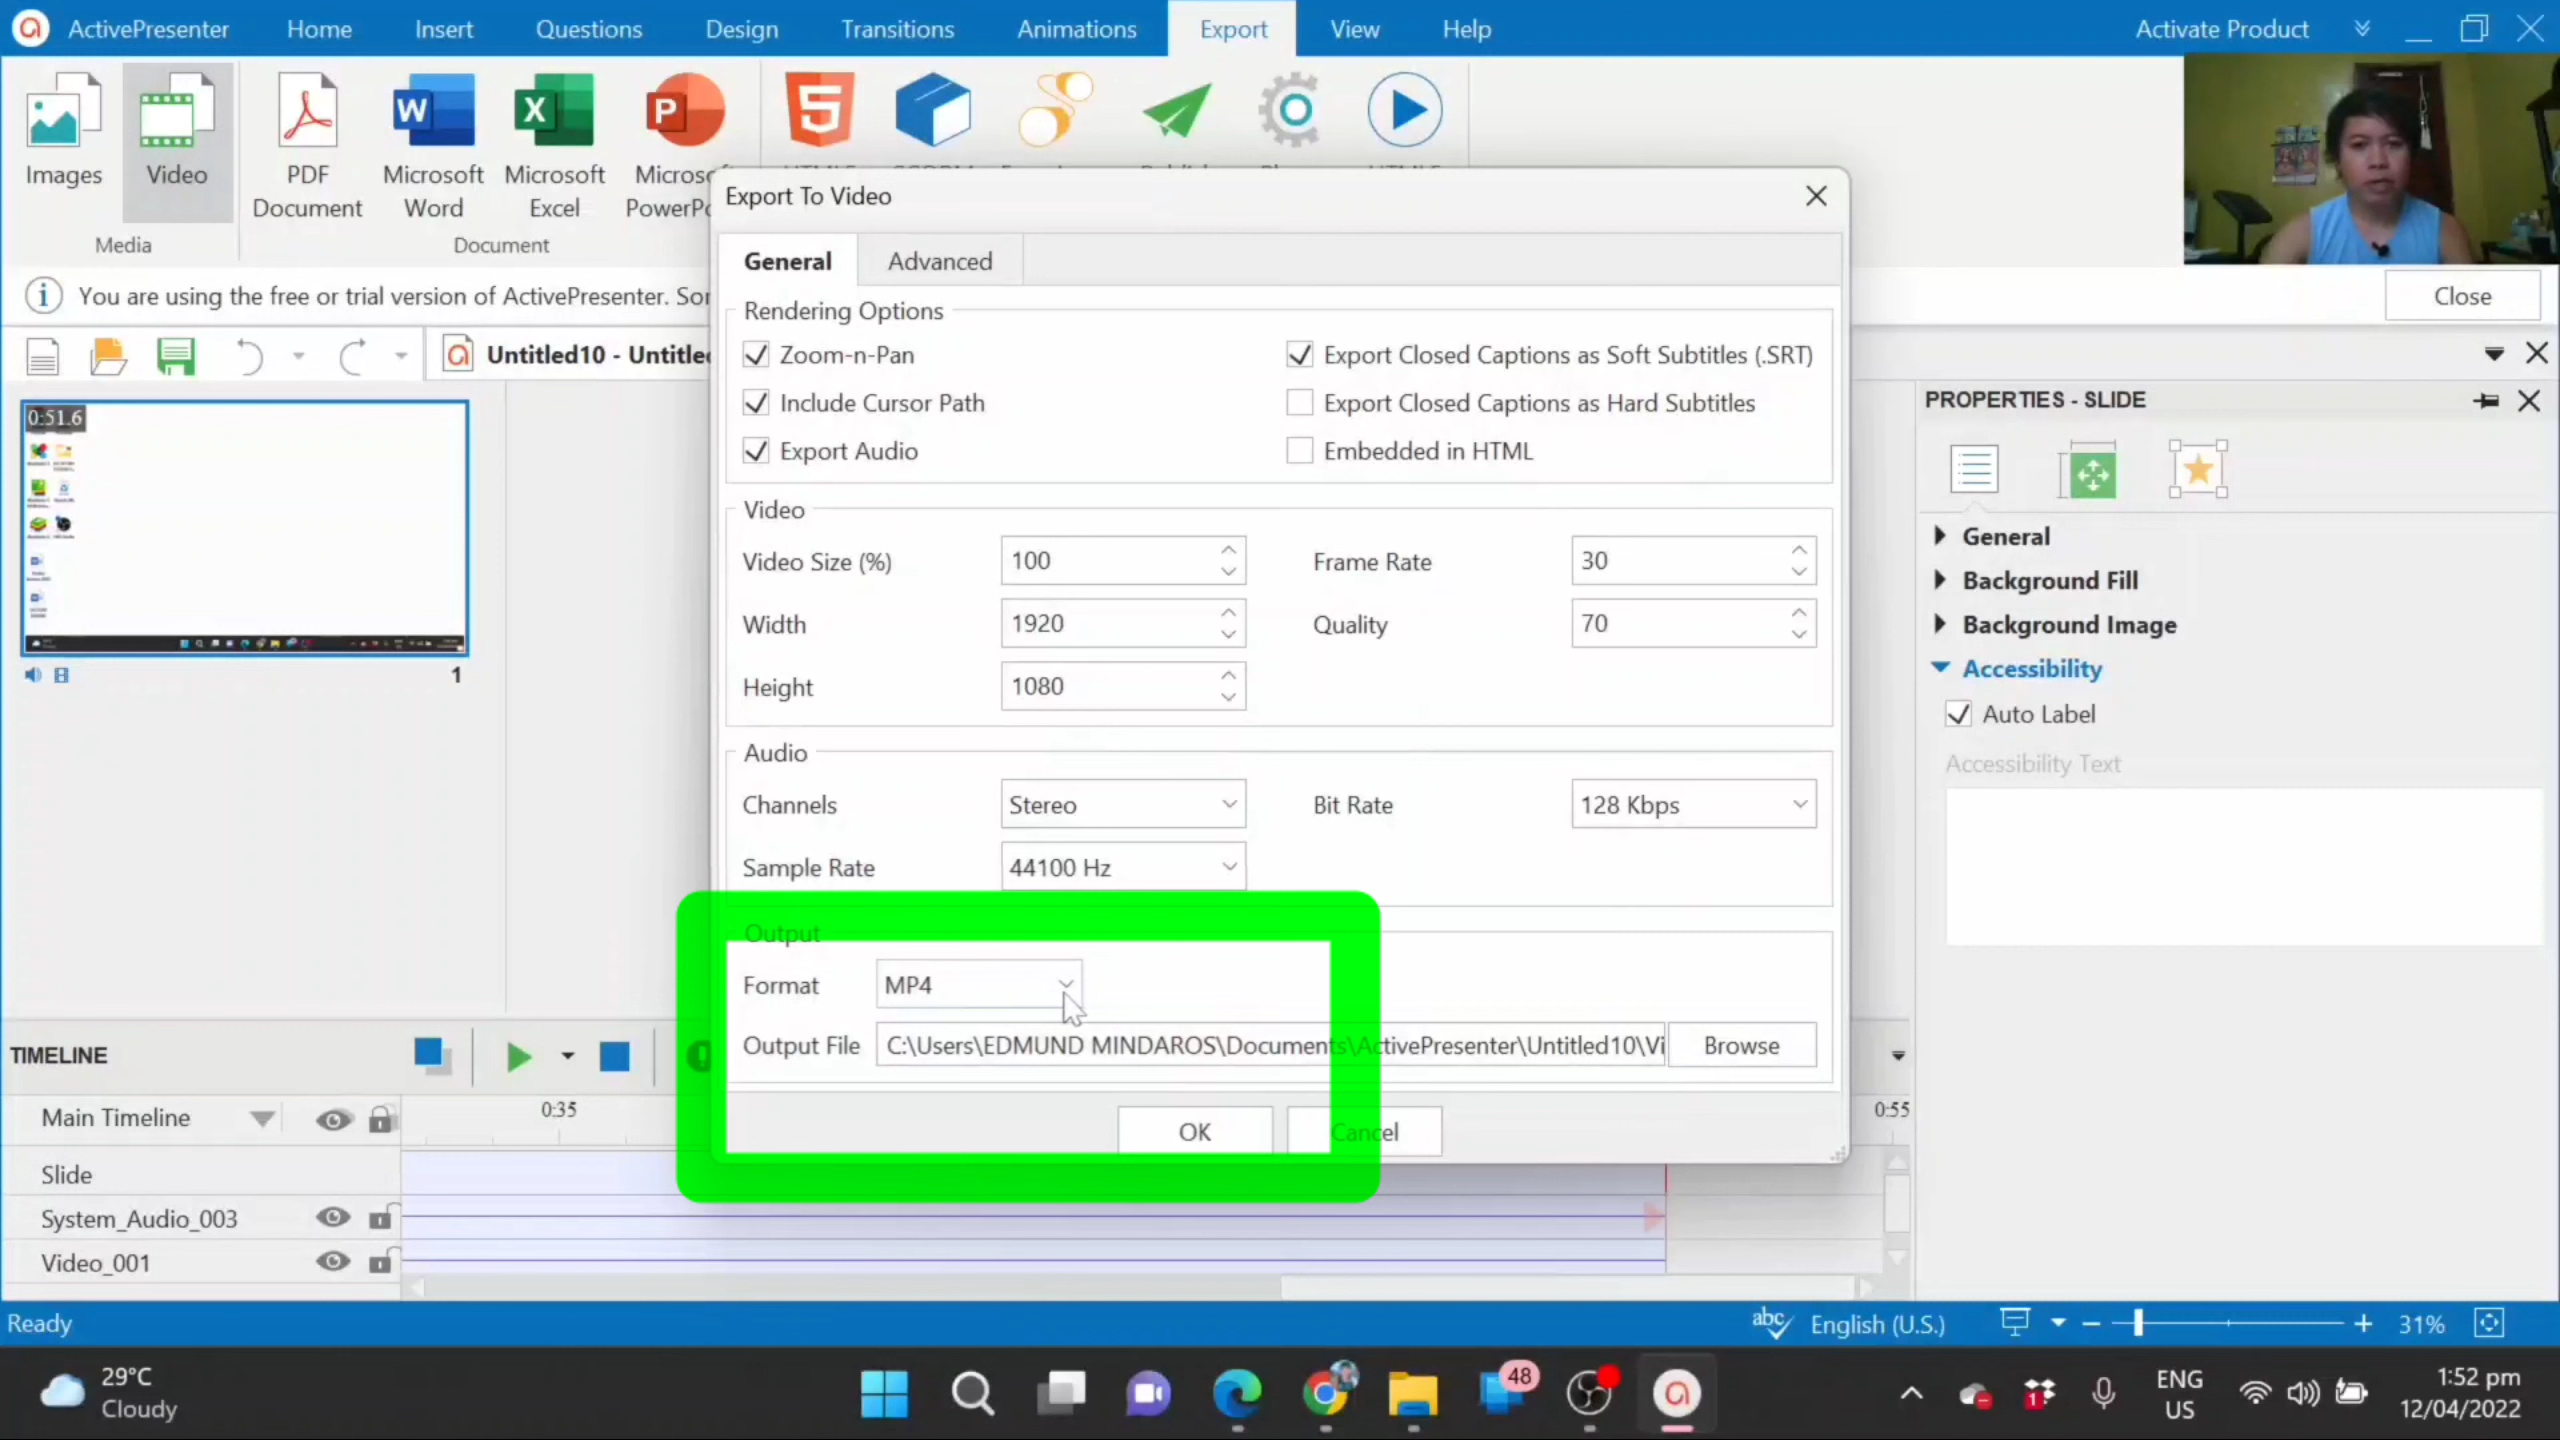 ActivePresenter Home Insert Questions Design Transitions Animations Export View Help Activate Product
Images
Video
PDF
Document
Microsoft
Word
Microsoft
Excel
Media
Document
Export To Video
General Advanced
You are using the free or trial version of ActivePresenter.
Close
Rendering Options
Zoom-n-Pan
Export Closed Captions as Soft Subtitles (.SRT)
Include Cursor Path
Export Closed Captions as Hard Subtitles
Export Audio
Embedded in HTML
Untitled10
0:51.6
1
Video
Video Size (%) 100
Frame Rate 30
Width 1920
Quality 70
Height 1080
Audio
Channels Stereo
Bit Rate 128 Kbps
Sample Rate 44100 Hz
Output
Format MP4
Output File C:\Users\EDMUND MINDAROS\Documents\ActivePresenter\Untitled10\Vi
Browse
OK
Cancel
PROPERTIES - SLIDE
General
Background Fill
Background Image
Accessibility
Auto Label
Accessibility Text
TIMELINE
Main Timeline
0:35
0:55
Slide
System_Audio_003
Video_001
Ready
abc
English (U.S.)
31%
29°C
Cloudy
48
1
ENG
US
1:52 pm
12/04/2022